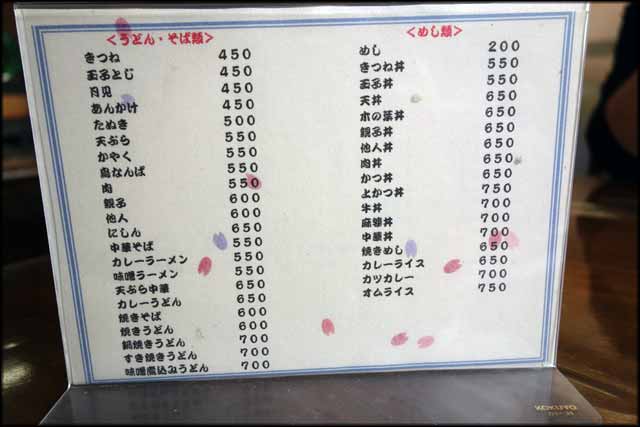 ＜うどん・そば類＞
きつね 450
玉子とじ 450
月見 450
あんかけ 450
たぬき 500
天ぷら 550
かやく 550
鳥なんば 550
肉 550
親子 600
他人 600
にしん 650
中華そば 550
カレーラーメン 550
味噌ラーメン 550
天ぷら中華 650
カレーうどん 650
焼きそば 600
焼きうどん 600
鍋焼きうどん 700
すき焼きうどん 700
味噌煮込みうどん 700
＜めし類＞
めし 200
きつね丼 550
玉子丼 550
天丼 650
木の葉丼 650
親子丼 650
他人丼 650
肉丼 650
かつ丼 650
上かつ丼 750
牛丼 700
麻婆丼 700
中華丼 700
焼きめし 650
カレーライス 650
カツカレー 700
オムライス 750
KOKUYO